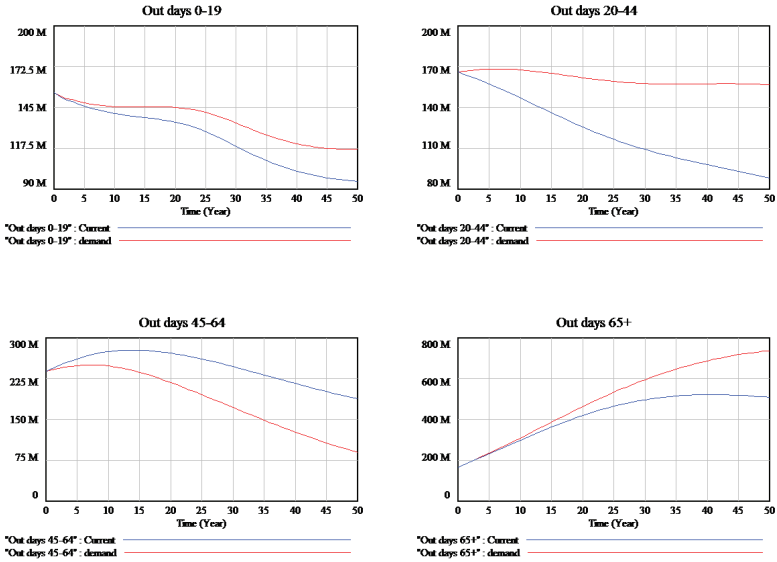 Out days 0-19
200 M
172.5 M
145 M
117.5 M
90 M
0 5 10 15 20 25 30 35 40 45 50
Time (Year)
"Out days 0-19" : Current
"Out days 0-19" : demand
Out days 20-44
200 M
170 M
140 M
110 M
80 M
0 5 10 15 20 25 30 35 40 45 50
Time (Year)
"Out days 20-44" : Current
"Out days 20-44" : demand
Out days 45-64
300 M
225 M
150 M
75 M
0
0 5 10 15 20 25 30 35 40 45 50
Time (Year)
"Out days 45-64" : Current
"Out days 45-64" : demand
Out days 65+
800 M
600 M
400 M
200 M
0
0 5 10 15 20 25 30 35 40 45 50
Time (Year)
"Out days 65+" : Current
"Out days 65+" : demand